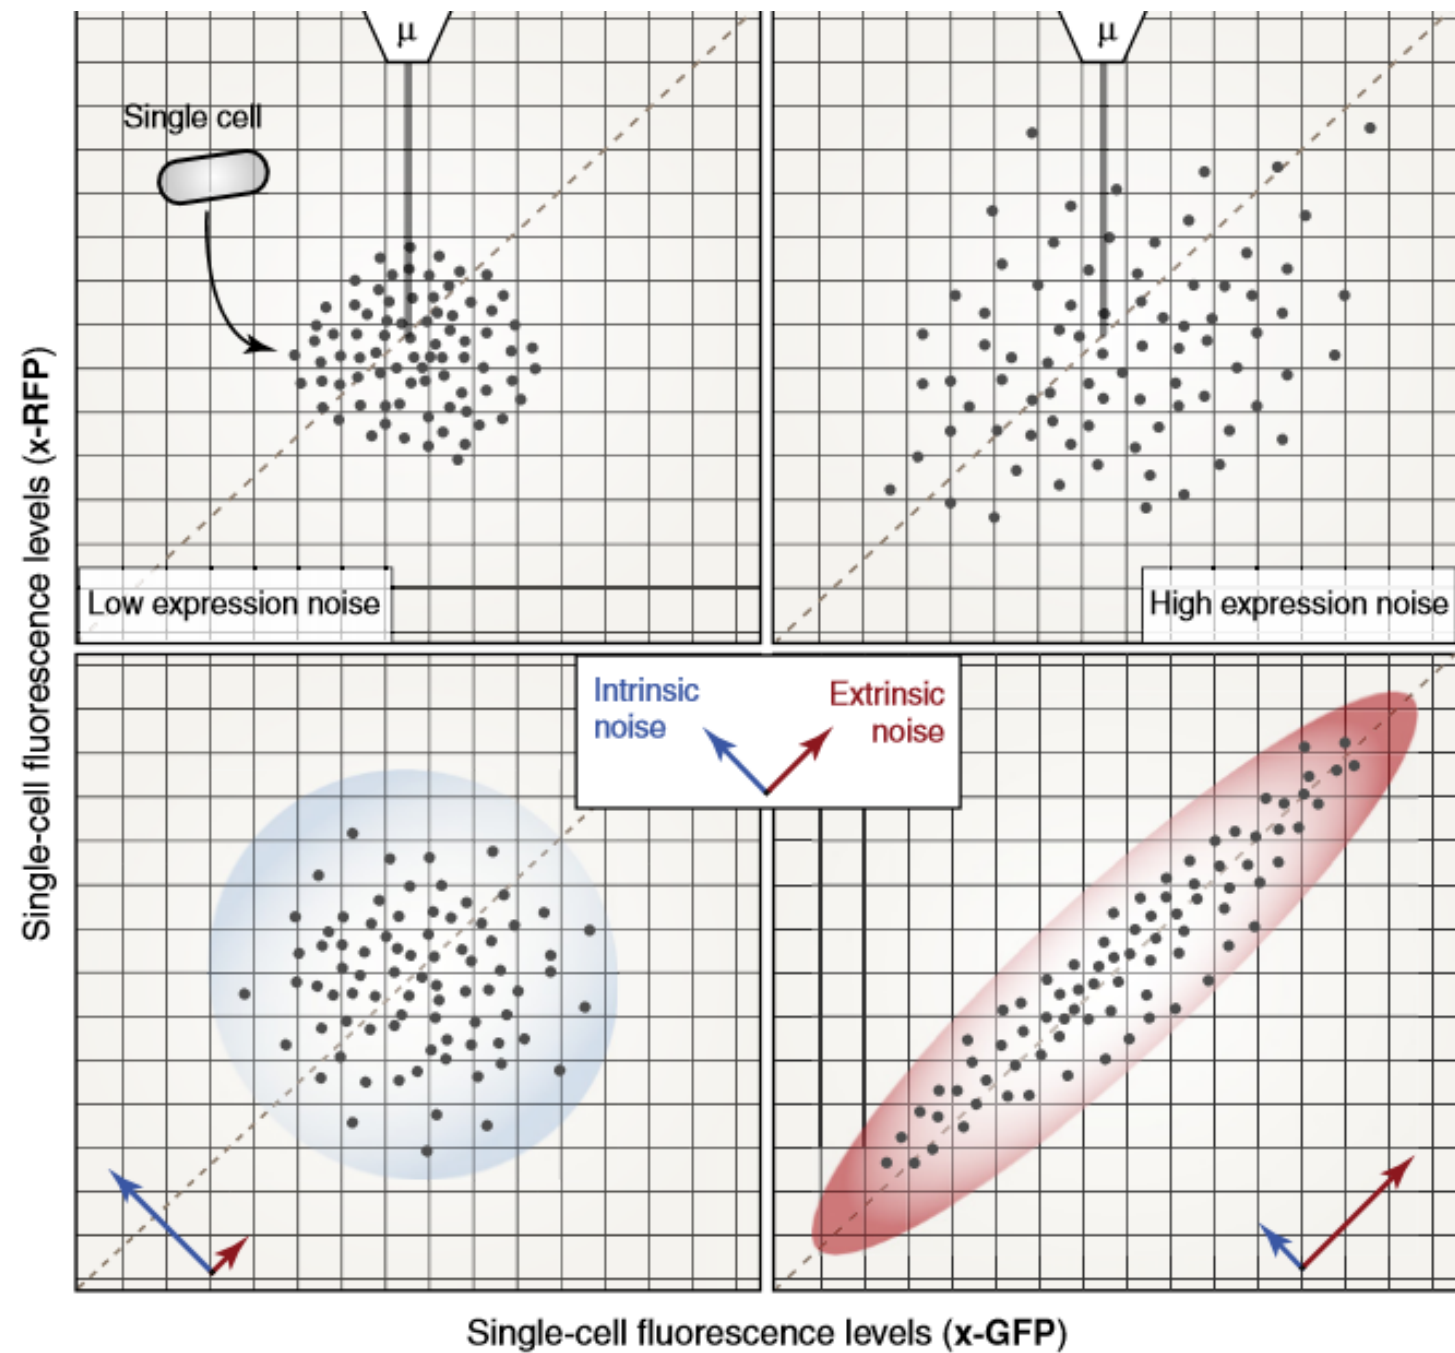 μ
μ
Single cell
Low expression noise
High expression noise
Intrinsic
noise
Extrinsic
noise
Single-cell fluorescence levels (x-RFP)
Single-cell fluorescence levels (x-GFP)